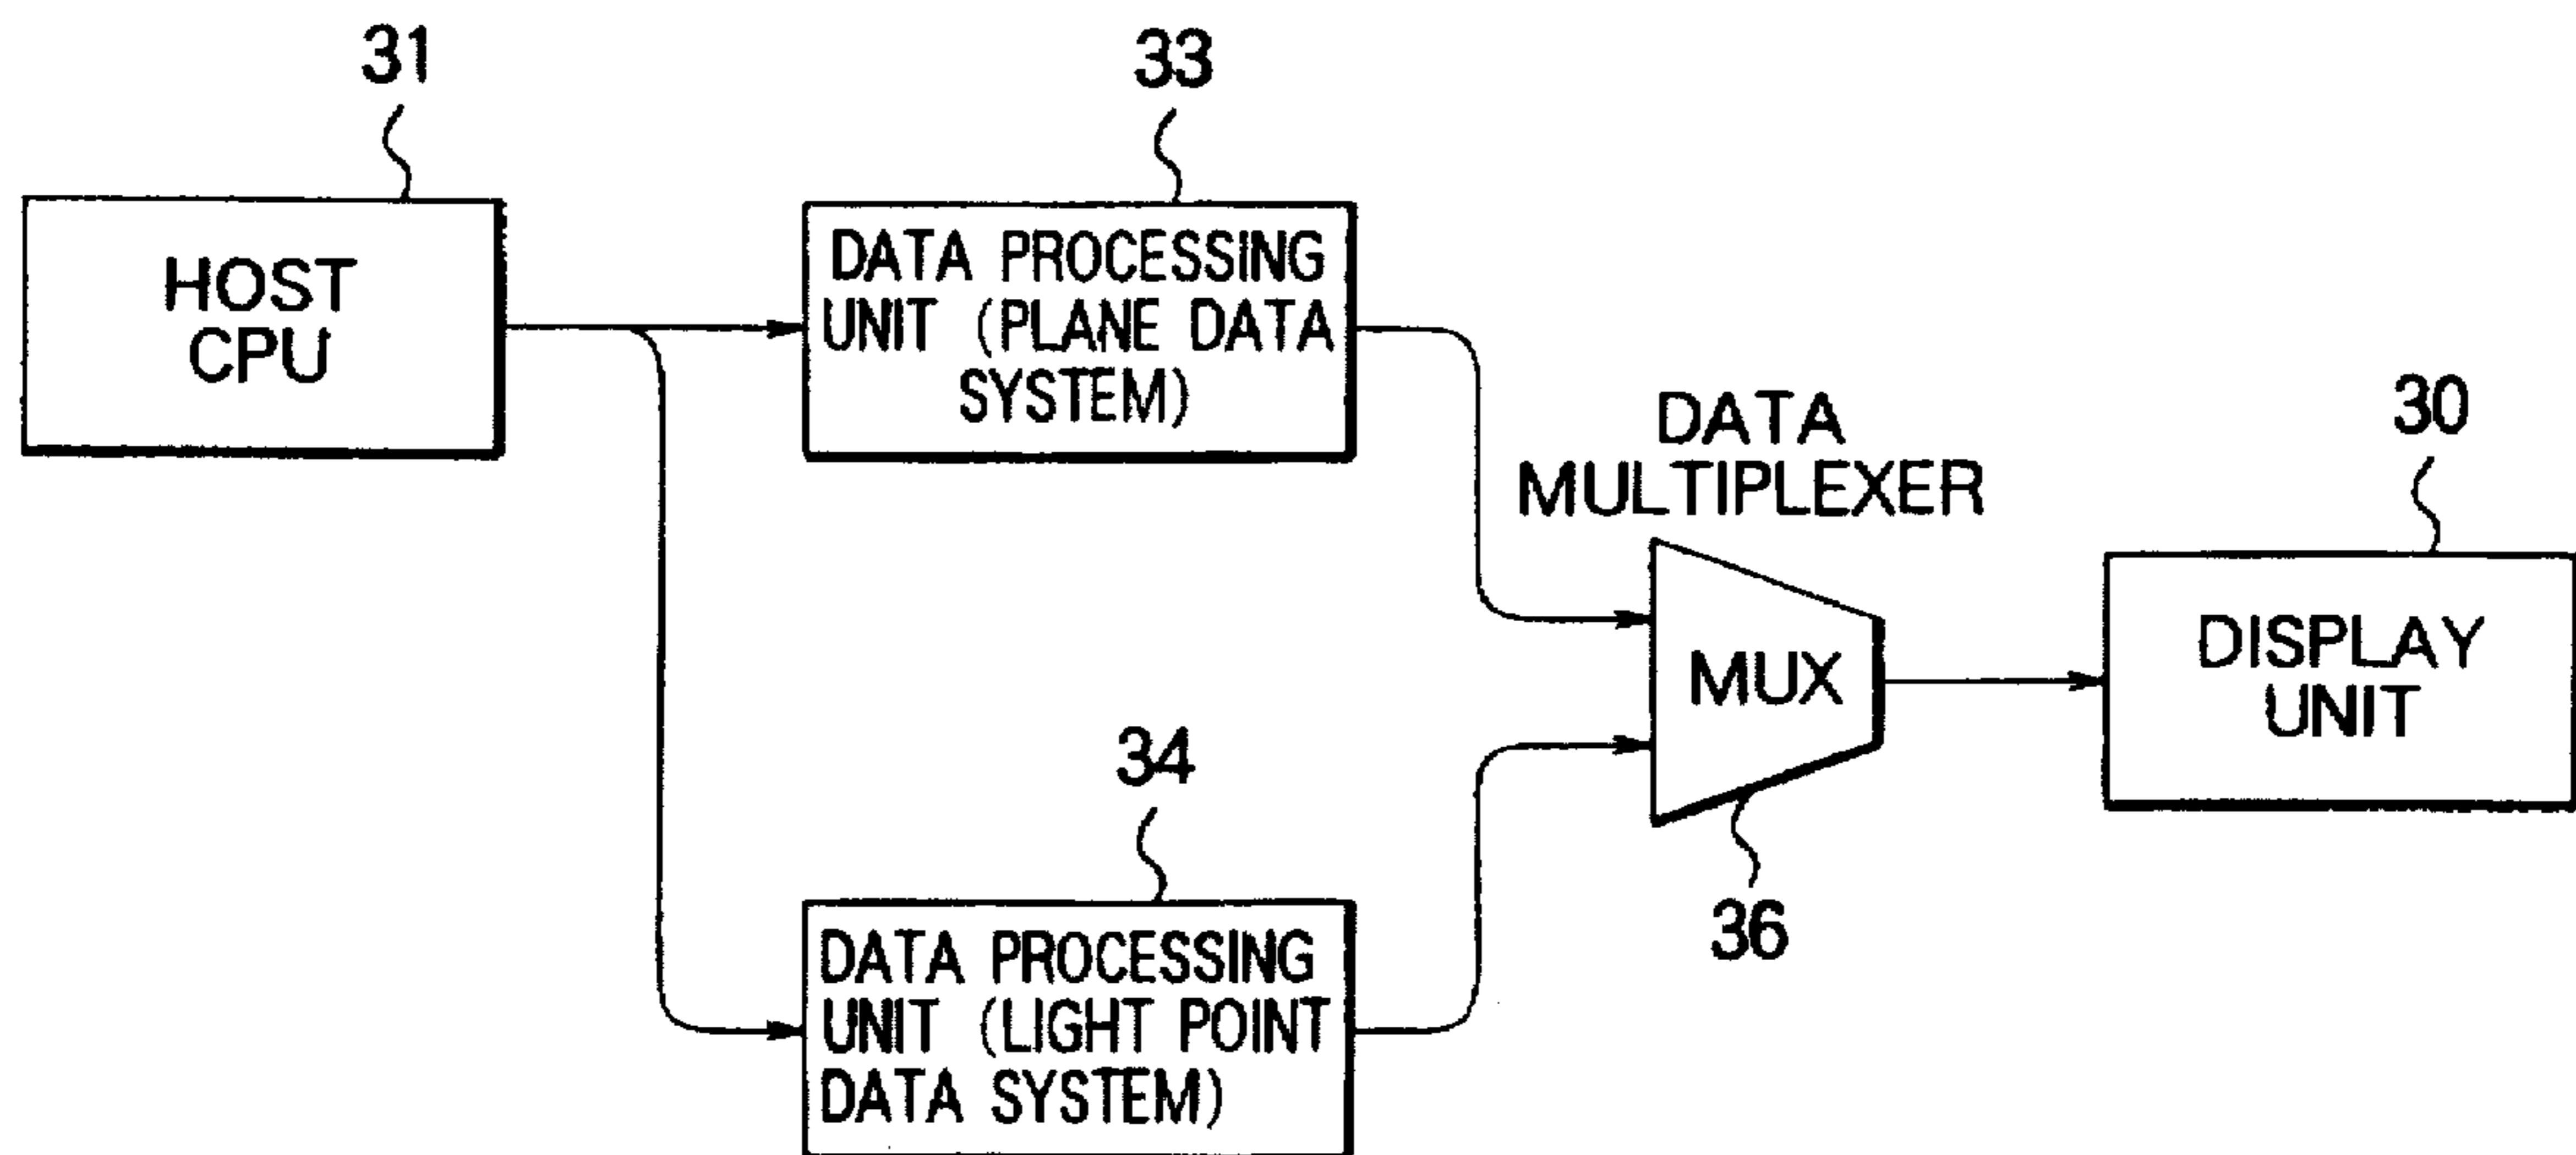 31
HOST
CPU
33
DATA PROCESSING
UNIT (PLANE DATA
SYSTEM)
34
DATA PROCESSING
UNIT (LIGHT POINT
DATA SYSTEM)
DATA
MULTIPLEXER
MUX
36
30
DISPLAY
UNIT